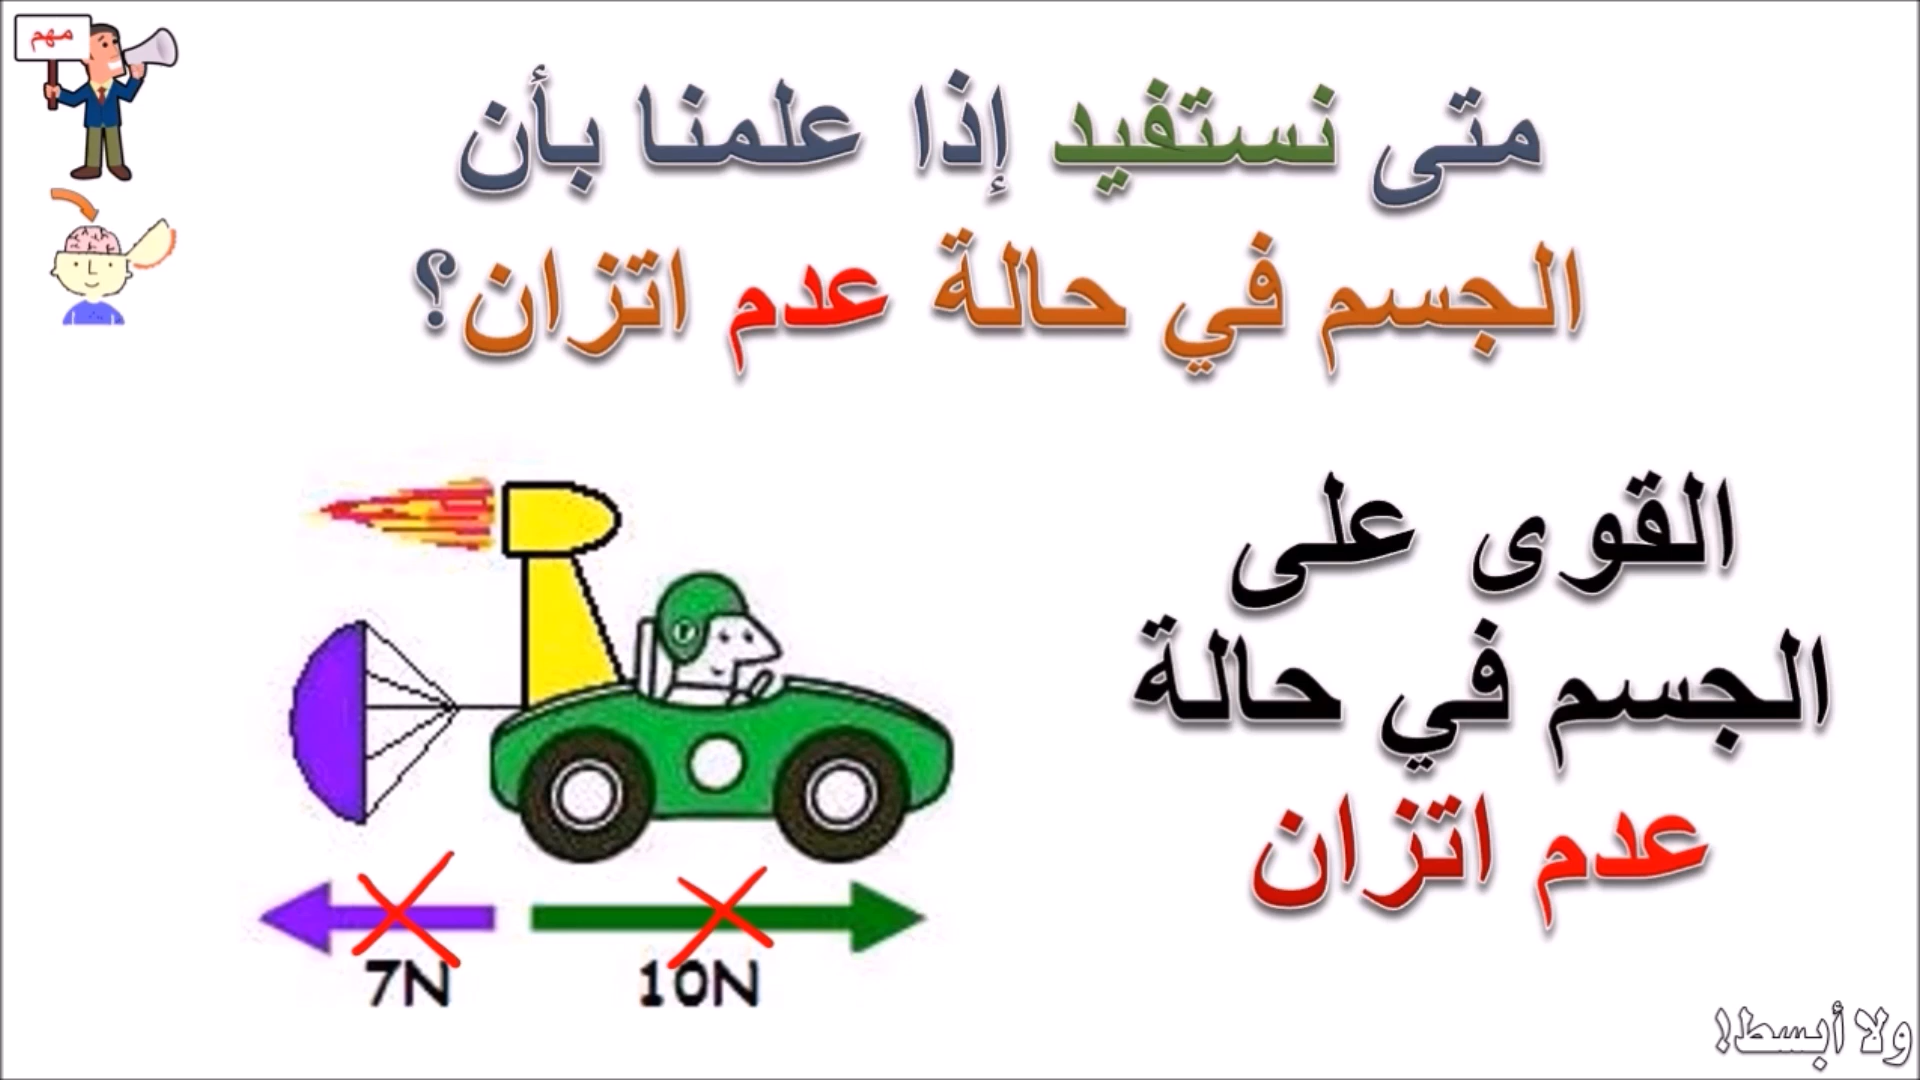 مهم
متى نستفيد إذا علمنا بأن
الجسم في حالة عدم اتزان؟
القوى على
الجسم في حالة
عدم اتزان
7N
10N
ولا أبسط!